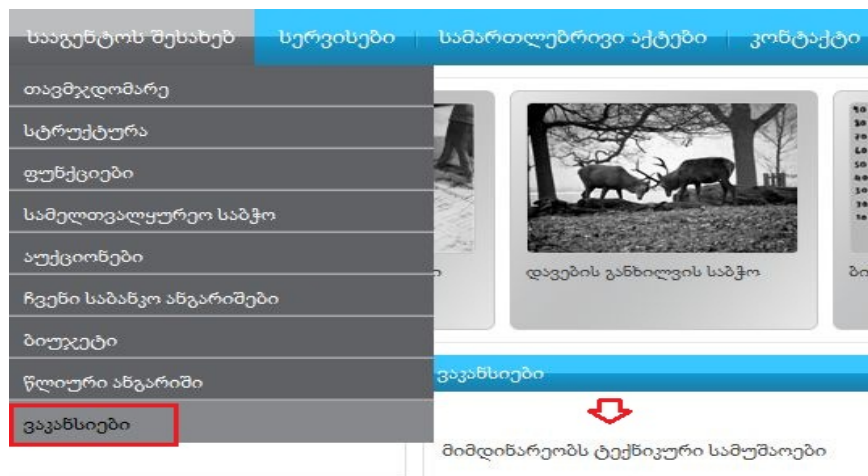 სააგენტოს შესახებ
სერვისები
სამართლებრივი აქტები
კონტაქტი
თავმჯდომარე
სტრუქტურა
ფუნქციები
სამეთვალყურეო საბჭო
აუქციონები
ჩვენი საბანკო ანგარიშები
ბიუჯეტი
წლიური ანგარიში
ვაკანსიები
დავების განხილვის საბჭო
ვაკანსიები
მიმდინარეობს ტექნიკური სამუშაოები